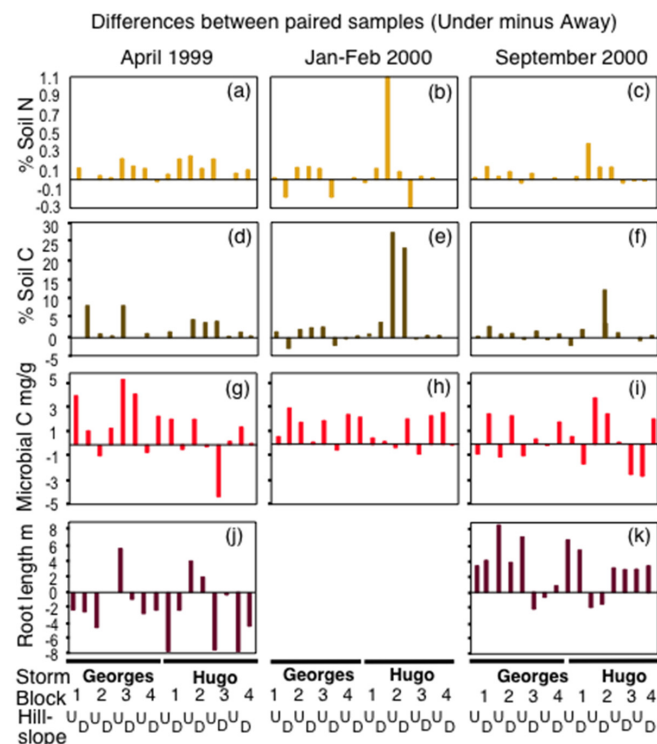 Differences between paired samples (Under minus Away)
April 1999 Jan-Feb 2000 September 2000
% Soil N
1.1
0.9
0.7
0.5
0.3
0.1
-0.1
-0.3
(a) (b) (c)
% Soil C
30
25
20
15
10
5
0
-5
(d) (e) (f)
Microbial C mg/g
5
3
1
-1
-3
-5
(g) (h) (i)
Root length m
8
6
4
2
0
-2
-4
-6
-8
(j) (k)
Storm Georges Hugo Georges Hugo Georges Hugo
Block 1 2 3 4 1 2 3 4 1 2 3 4 1 2 3 4 1 2 3 4 1 2 3 4
Hill- U D U D U D U D U D U D U D U D U D U D U D U D U D U D U D U D U D U D U D U D U D U D U D U D
slope